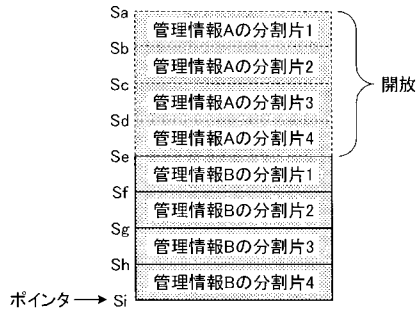 Sa
管理情報Aの分割片1
Sb
管理情報Aの分割片2
Sc
管理情報Aの分割片3
Sd
管理情報Aの分割片4
開放
Se
管理情報Bの分割片1
Sf
管理情報Bの分割片2
Sg
管理情報Bの分割片3
Sh
管理情報Bの分割片4
ポインタ Si